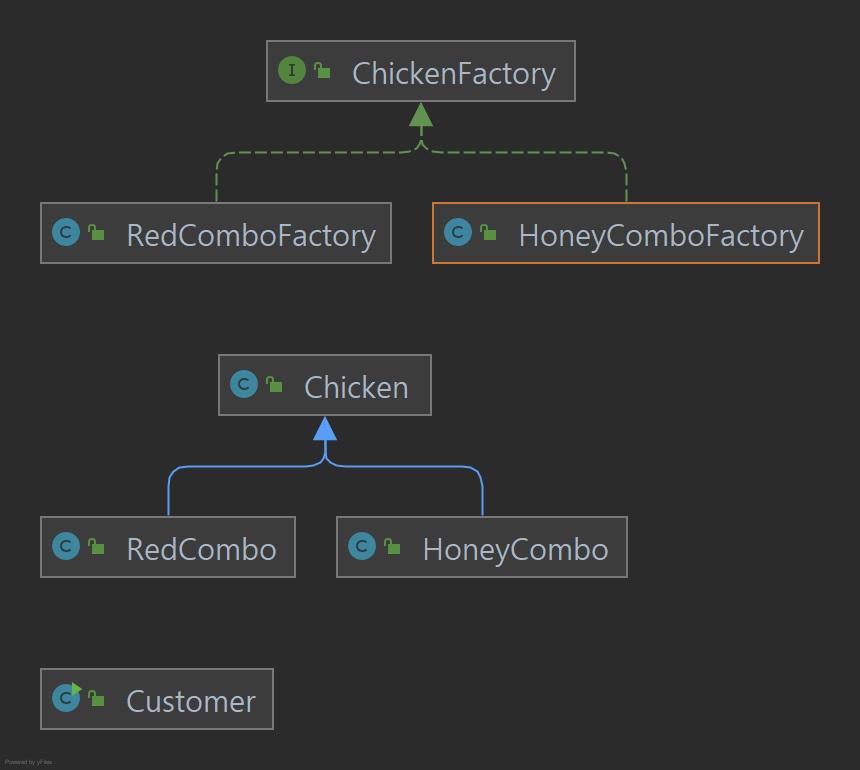 I ChickenFactory
C RedComboFactory
C HoneyComboFactory
C Chicken
C RedCombo
C HoneyCombo
C Customer
Powered by yFiles